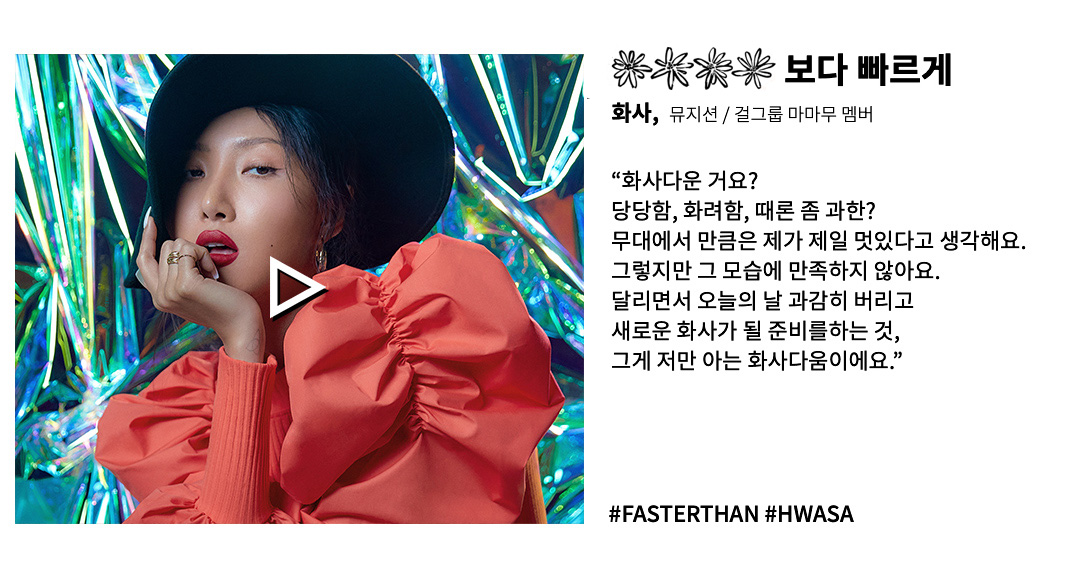 보다 빠르게
화사, 뮤지션 / 걸그룹 마마무 멤버
“화사다운 거요?
당당함, 화려함, 때론 좀 과한?
무대에서 만큼은 제가 제일 멋있다고 생각해요.
그렇지만 그 모습에 만족하지 않아요.
달리면서 오늘의 날 과감히 버리고
새로운 화사가 될 준비를하는 것,
그게 저만 아는 화사다움이에요.”
#FASTERTHAN #HWASA